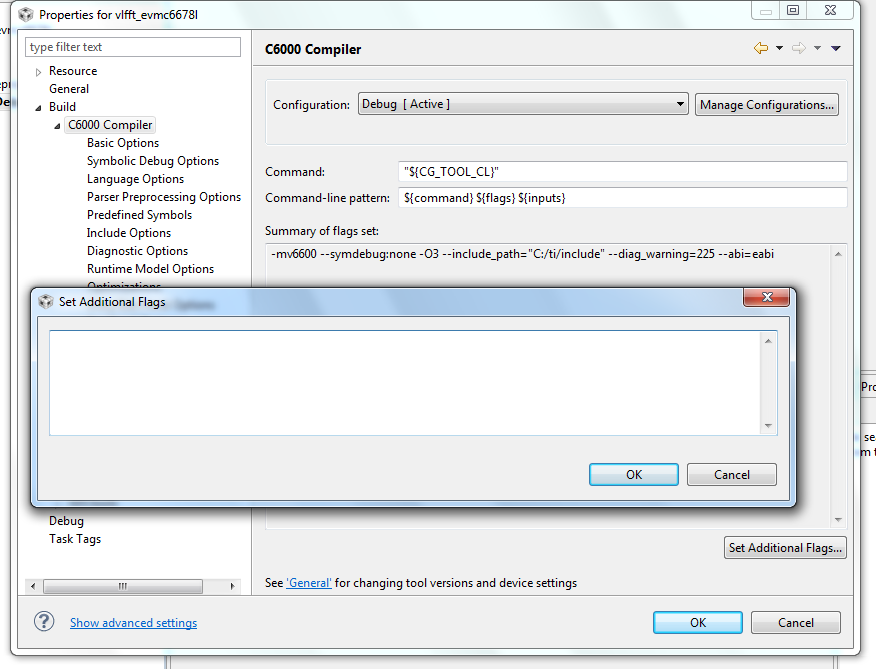 Properties for vlfft_evmc6678l
type filter text
Resource
General
Build
C6000 Compiler
Basic Options
Symbolic Debug Options
Language Options
Parser Preprocessing Options
Predefined Symbols
Include Options
Diagnostic Options
Runtime Model Options
Optimizations
Debug
Task Tags
Show advanced settings
C6000 Compiler
Configuration:
Debug [ Active ]
Manage Configurations...
Command:
"${CG_TOOL_CL}"
Command-line pattern:
${command} ${flags} ${inputs}
Summary of flags set:
-mv6600 --symdebug:none -O3 --include_path="C:/ti/include" --diag_warning=225 --abi=eabi
Set Additional Flags
OK
Cancel
Set Additional Flags...
See 'General' for changing tool versions and device settings
OK
Cancel